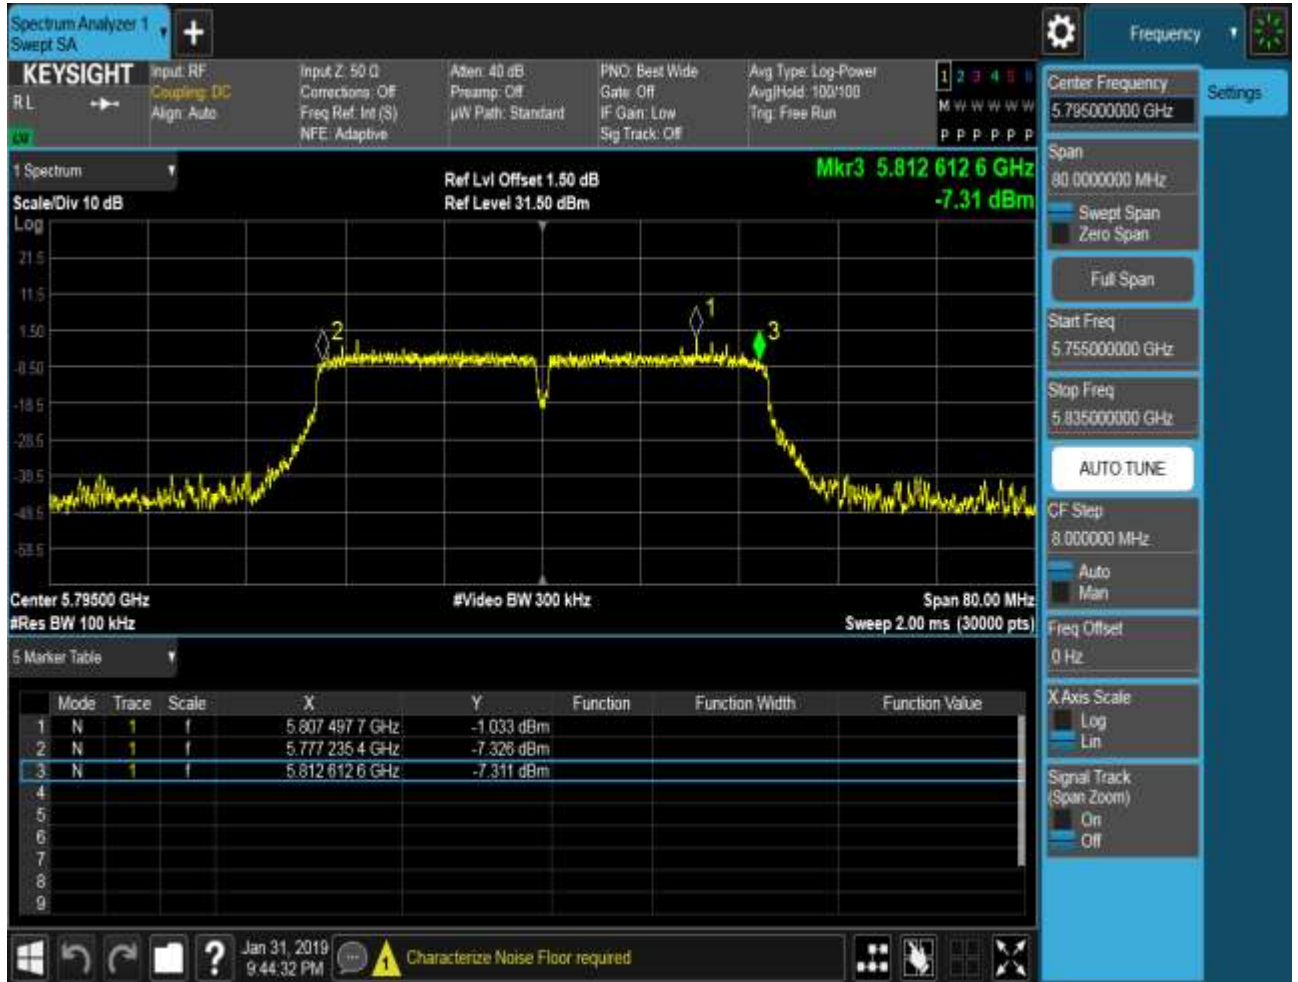 Spectrum Analyzer 1
Swept SA
Frequency
KEYSIGHT
RL
Input: RF
Coupling: DC
Align: Auto
Input Z: 50 Ω
Corrections: Off
Freq Ref: Int (S)
NFE: Adaptive
Atten: 40 dB
Preamp: Off
µW Path: Standard
PNO: Best Wide
Gate: Off
IF Gain: Low
Sig Track: Off
Avg Type: Log-Power
Avg|Hold: 100/100
Trig: Free Run
1 2 3 4 5 6
M W W W W W
P P P P P P
1 Spectrum
Scale/Div 10 dB
Ref Lvl Offset 1.50 dB
Ref Level 31.50 dBm
Mkr3 5.812 612 6 GHz
-7.31 dBm
Log
21.5
11.5
1.50
-8.50
-18.5
-28.5
-38.5
-48.5
-58.5
1
2
3
Center 5.79500 GHz
#Video BW 300 kHz
Span 80.00 MHz
#Res BW 100 kHz
Sweep 2.00 ms (30000 pts)
5 Marker Table
Mode Trace Scale X Y Function Function Width Function Value
1 N 1 f 5.807 497 7 GHz -1.033 dBm
2 N 1 f 5.777 235 4 GHz -7.326 dBm
3 N 1 f 5.812 612 6 GHz -7.311 dBm
4
5
6
7
8
9
Jan 31, 2019
9:44:32 PM
1
Characterize Noise Floor required
Center Frequency
5.795000000 GHz
Settings
Span
80.0000000 MHz
Swept Span
Zero Span
Full Span
Start Freq
5.755000000 GHz
Stop Freq
5.835000000 GHz
AUTO TUNE
CF Step
8.000000 MHz
Auto
Man
Freq Offset
0 Hz
X Axis Scale
Log
Lin
Signal Track
(Span Zoom)
On
Off